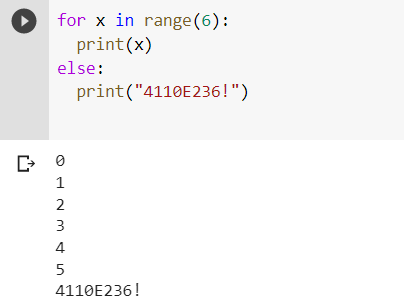 for x in range(6):
  print(x)
else:
  print("4110E236!")
0
1
2
3
4
5
4110E236!